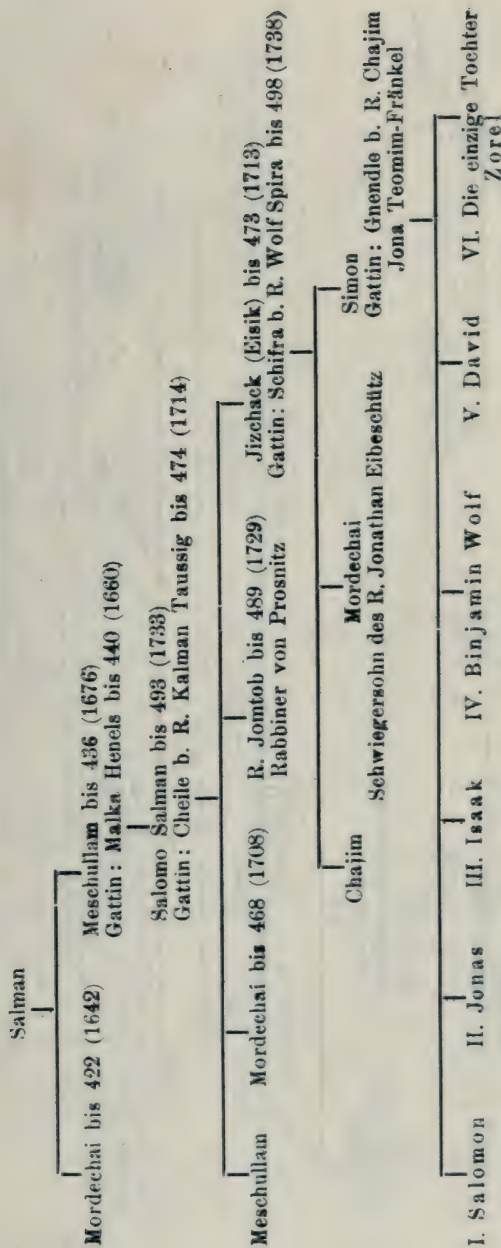 Salman
Mordechai bis 422 (1642)
Meschullam bis 436 (1676)
Gattin: Malka Henels bis 440 (1660)
Salomo Salman bis 493 (1733)
Gattin: Cheile b. R. Kalman Taussig bis 474 (1714)
Meschullam
Mordechai bis 468 (1708)
R. Jomtob bis 489 (1729)
Rabbiner von Prosnitz
Jizchack (Eisik) bis 473 (1713)
Gattin: Schifra b. R. Wolf Spira bis 498 (1738)
Chajim
Mordechai
Schwiegersohn des R. Jonathan Eibeschütz
Simon
Gattin: Gnendle b. R. Chajim
Jona Teomim-Fränkel
I. Salomon
II. Jonas
III. Isaak
IV. Binjamin Wolf
V. David
VI. Die einzige Tochter
Zorel